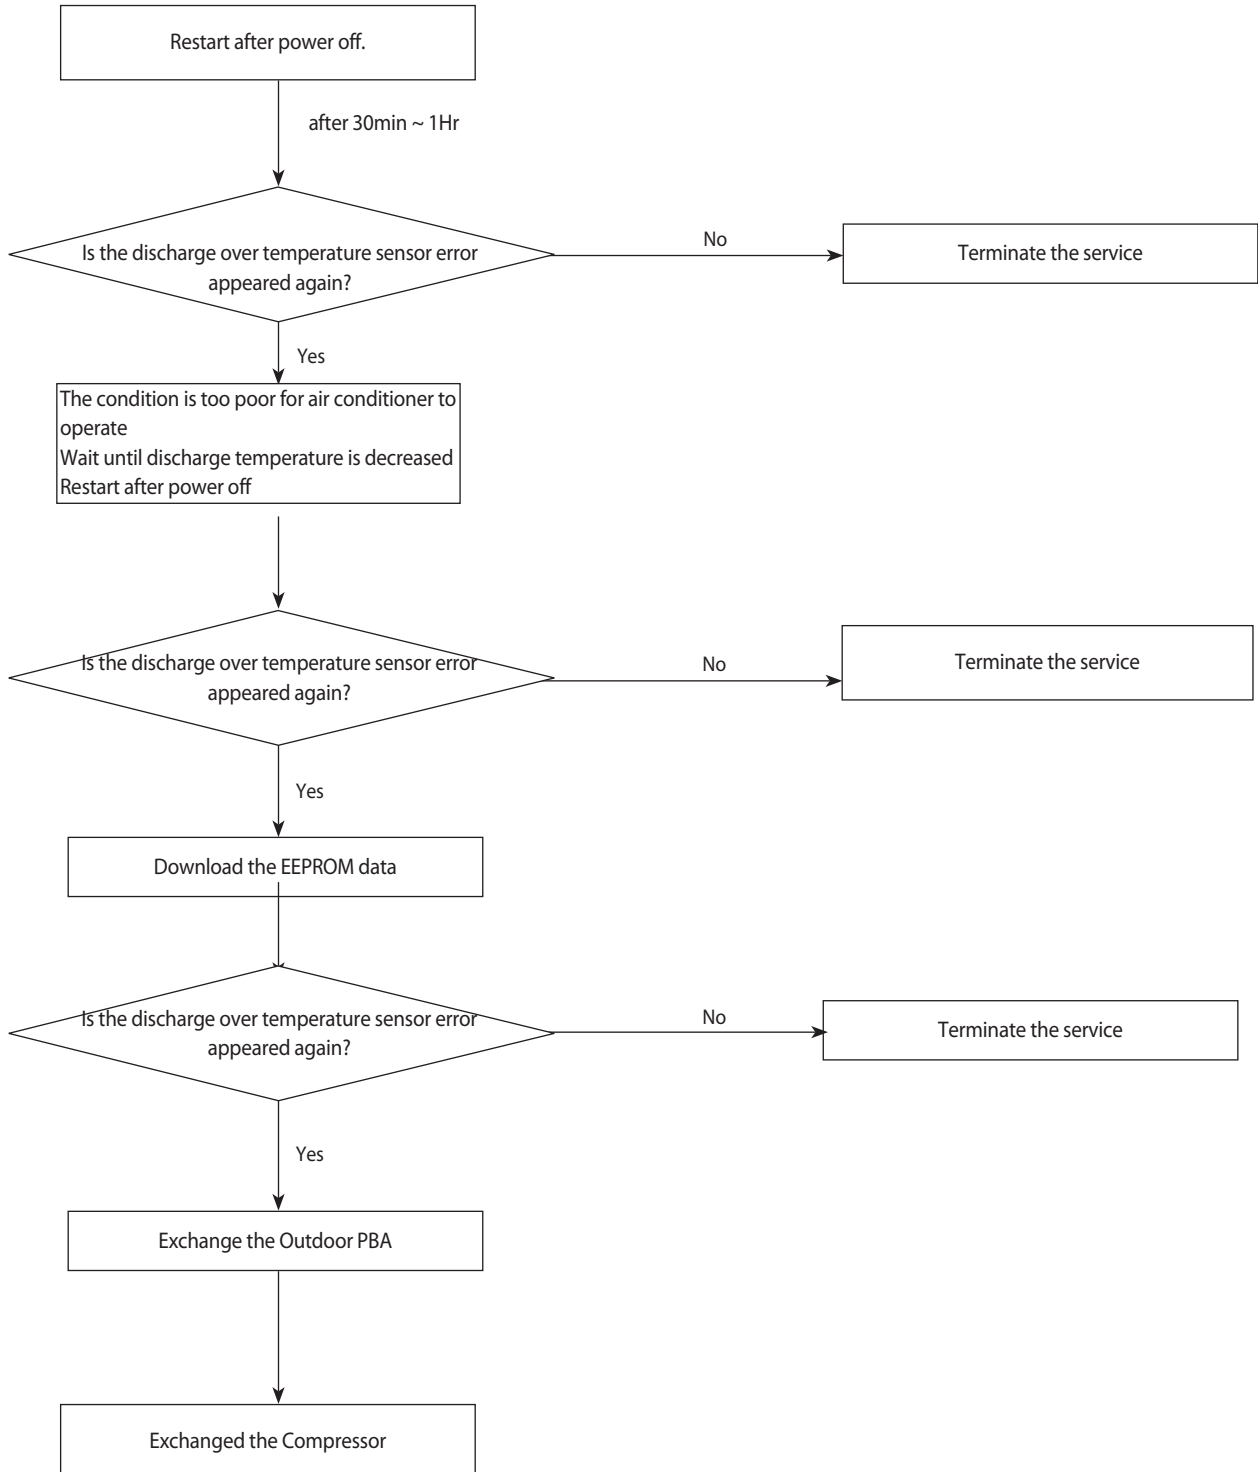 Restart after power off.
after 30min ~ 1Hr
Is the discharge over temperature sensor error
appeared again?
No
Terminate the service
Yes
The condition is too poor for air conditioner to
operate
Wait until discharge temperature is decreased
Restart after power off
Is the discharge over temperature sensor error
appeared again?
No
Terminate the service
Yes
Download the EEPROM data
Is the discharge over temperature sensor error
appeared again?
No
Terminate the service
Yes
Exchange the Outdoor PBA
Exchanged the Compressor